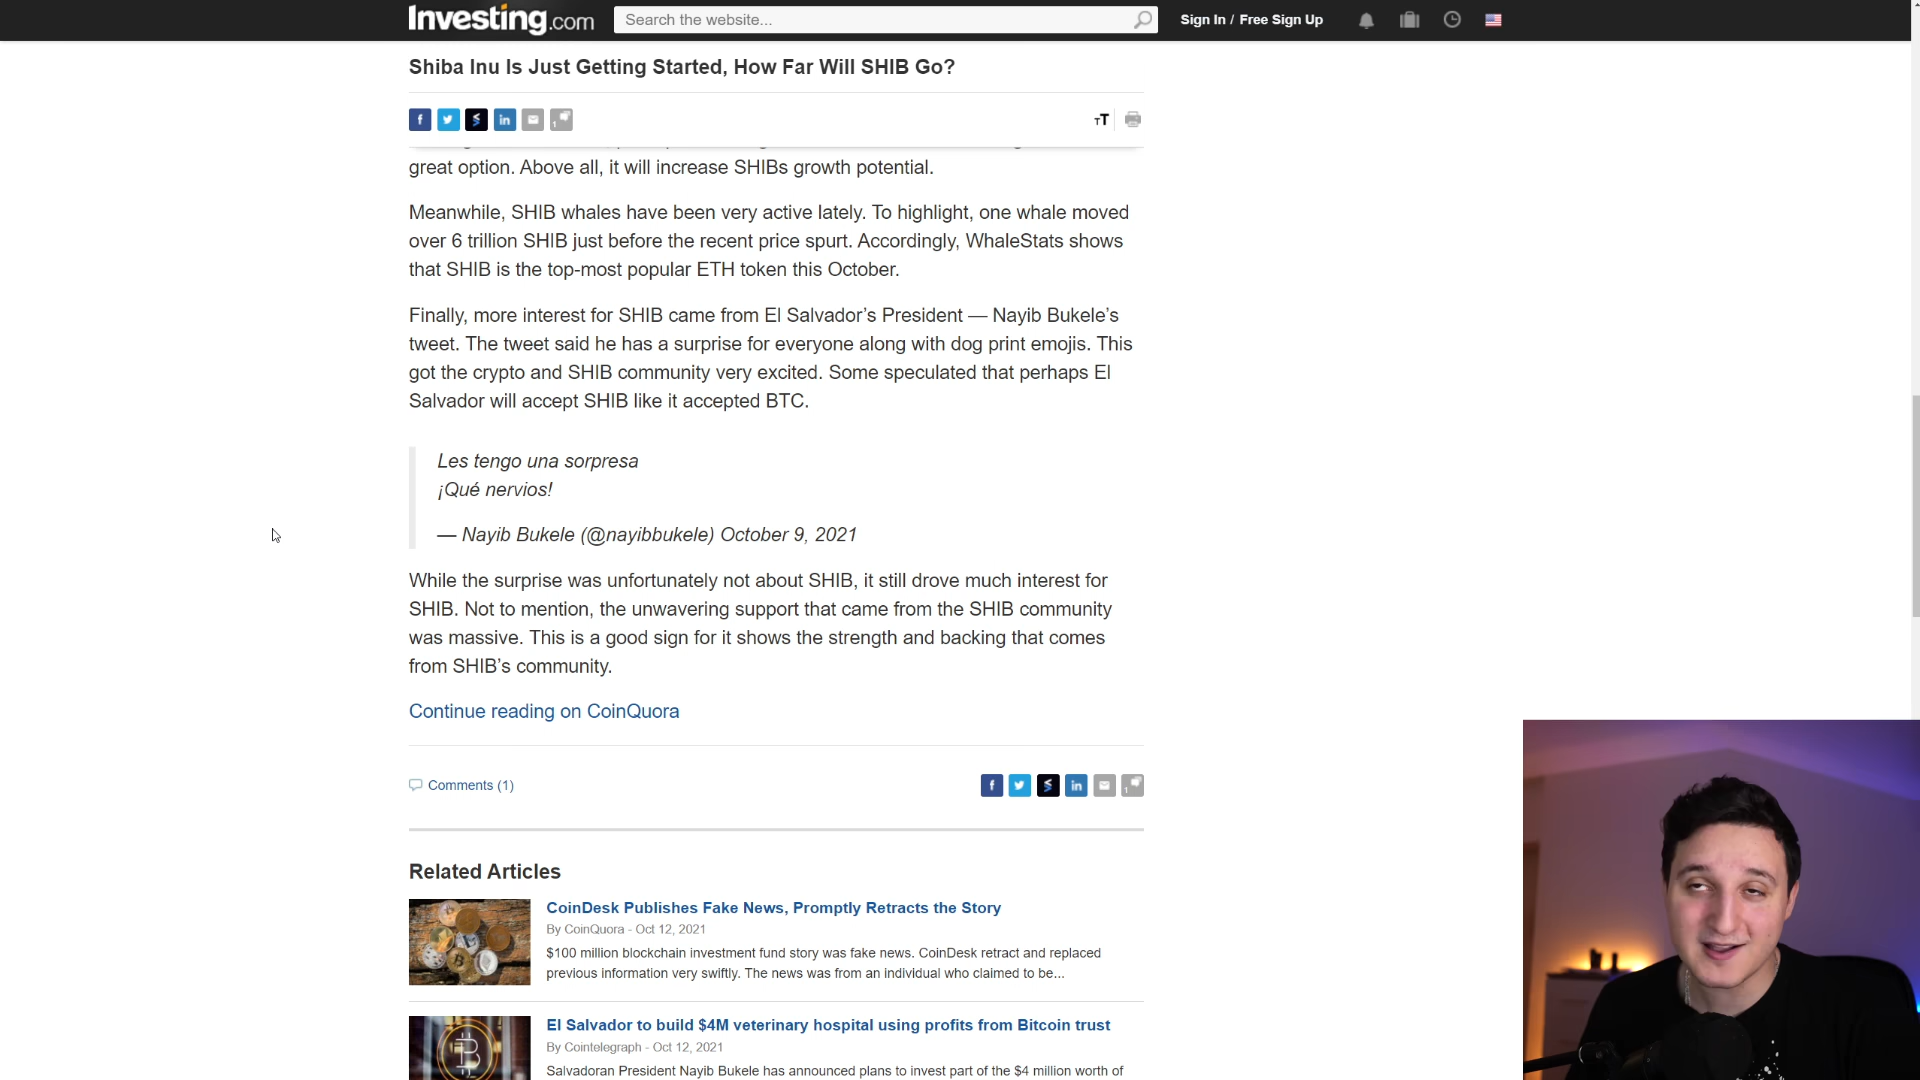 Investing.com
Search the website...
Sign In / Free Sign Up
Shiba Inu Is Just Getting Started, How Far Will SHIB Go?
great option. Above all, it will increase SHIBs growth potential.
Meanwhile, SHIB whales have been very active lately. To highlight, one whale moved
over 6 trillion SHIB just before the recent price spurt. Accordingly, WhaleStats shows
that SHIB is the top-most popular ETH token this October.
Finally, more interest for SHIB came from El Salvador’s President — Nayib Bukele’s
tweet. The tweet said he has a surprise for everyone along with dog print emojis. This
got the crypto and SHIB community very excited. Some speculated that perhaps El
Salvador will accept SHIB like it accepted BTC.
Les tengo una sorpresa
¡Qué nervios!
— Nayib Bukele (@nayibbukele) October 9, 2021
While the surprise was unfortunately not about SHIB, it still drove much interest for
SHIB. Not to mention, the unwavering support that came from the SHIB community
was massive. This is a good sign for it shows the strength and backing that comes
from SHIB’s community.
Continue reading on CoinQuora
Comments (1)
Related Articles
CoinDesk Publishes Fake News, Promptly Retracts the Story
By CoinQuora - Oct 12, 2021
$100 million blockchain investment fund story was fake news. CoinDesk retract and replaced
previous information very swiftly. The news was from an individual who claimed to be...
El Salvador to build $4M veterinary hospital using profits from Bitcoin trust
By Cointelegraph - Oct 12, 2021
Salvadoran President Nayib Bukele has announced plans to invest part of the $4 million worth of